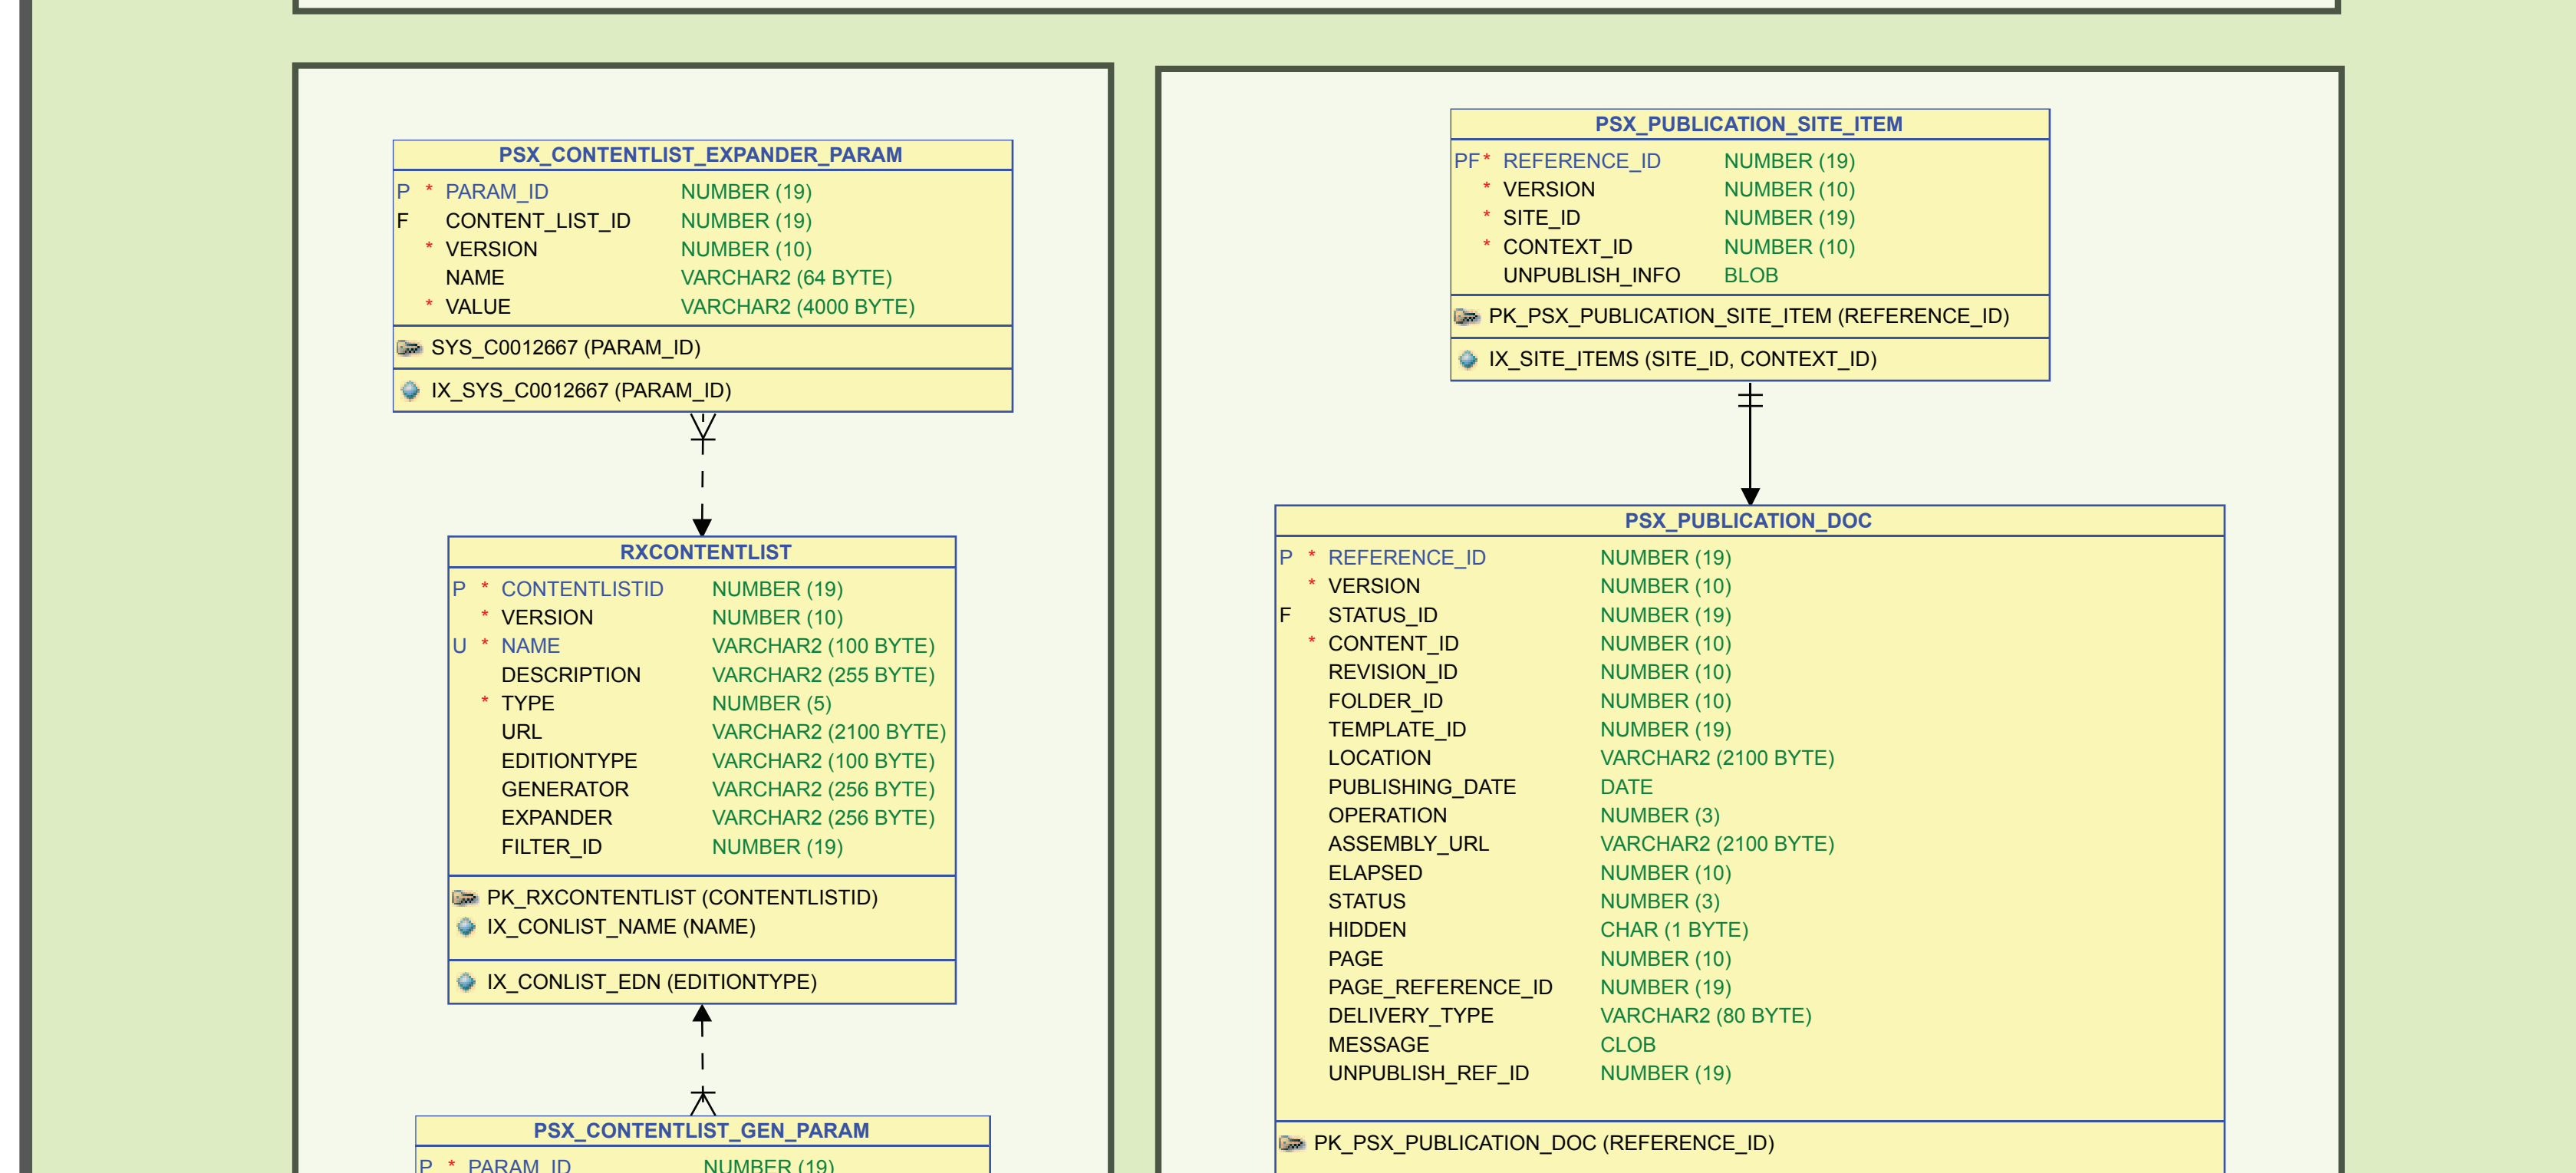 PSX_CONTENTLIST_EXPANDER_PARAM
P * PARAM_ID NUMBER (19)
F CONTENT_LIST_ID NUMBER (19)
* VERSION NUMBER (10)
NAME VARCHAR2 (64 BYTE)
* VALUE VARCHAR2 (4000 BYTE)
SYS_C0012667 (PARAM_ID)
IX_SYS_C0012667 (PARAM_ID)
RXCONTENTLIST
P * CONTENTLISTID NUMBER (19)
* VERSION NUMBER (10)
U * NAME VARCHAR2 (100 BYTE)
DESCRIPTION VARCHAR2 (255 BYTE)
* TYPE NUMBER (5)
URL VARCHAR2 (2100 BYTE)
EDITIONTYPE VARCHAR2 (100 BYTE)
GENERATOR VARCHAR2 (256 BYTE)
EXPANDER VARCHAR2 (256 BYTE)
FILTER_ID NUMBER (19)
PK_RXCONTENTLIST (CONTENTLISTID)
IX_CONLIST_NAME (NAME)
IX_CONLIST_EDN (EDITIONTYPE)
PSX_CONTENTLIST_GEN_PARAM
P * PARAM_ID NUMBER (19)
PSX_PUBLICATION_SITE_ITEM
PF * REFERENCE_ID NUMBER (19)
* VERSION NUMBER (10)
* SITE_ID NUMBER (19)
* CONTEXT_ID NUMBER (10)
UNPUBLISH_INFO BLOB
PK_PSX_PUBLICATION_SITE_ITEM (REFERENCE_ID)
IX_SITE_ITEMS (SITE_ID, CONTEXT_ID)
PSX_PUBLICATION_DOC
P * REFERENCE_ID NUMBER (19)
* VERSION NUMBER (10)
F STATUS_ID NUMBER (19)
* CONTENT_ID NUMBER (10)
REVISION_ID NUMBER (10)
FOLDER_ID NUMBER (10)
TEMPLATE_ID NUMBER (19)
LOCATION VARCHAR2 (2100 BYTE)
PUBLISHING_DATE DATE
OPERATION NUMBER (3)
ASSEMBLY_URL VARCHAR2 (2100 BYTE)
ELAPSED NUMBER (10)
STATUS NUMBER (3)
HIDDEN CHAR (1 BYTE)
PAGE NUMBER (10)
PAGE_REFERENCE_ID NUMBER (19)
DELIVERY_TYPE VARCHAR2 (80 BYTE)
MESSAGE CLOB
UNPUBLISH_REF_ID NUMBER (19)
PK_PSX_PUBLICATION_DOC (REFERENCE_ID)